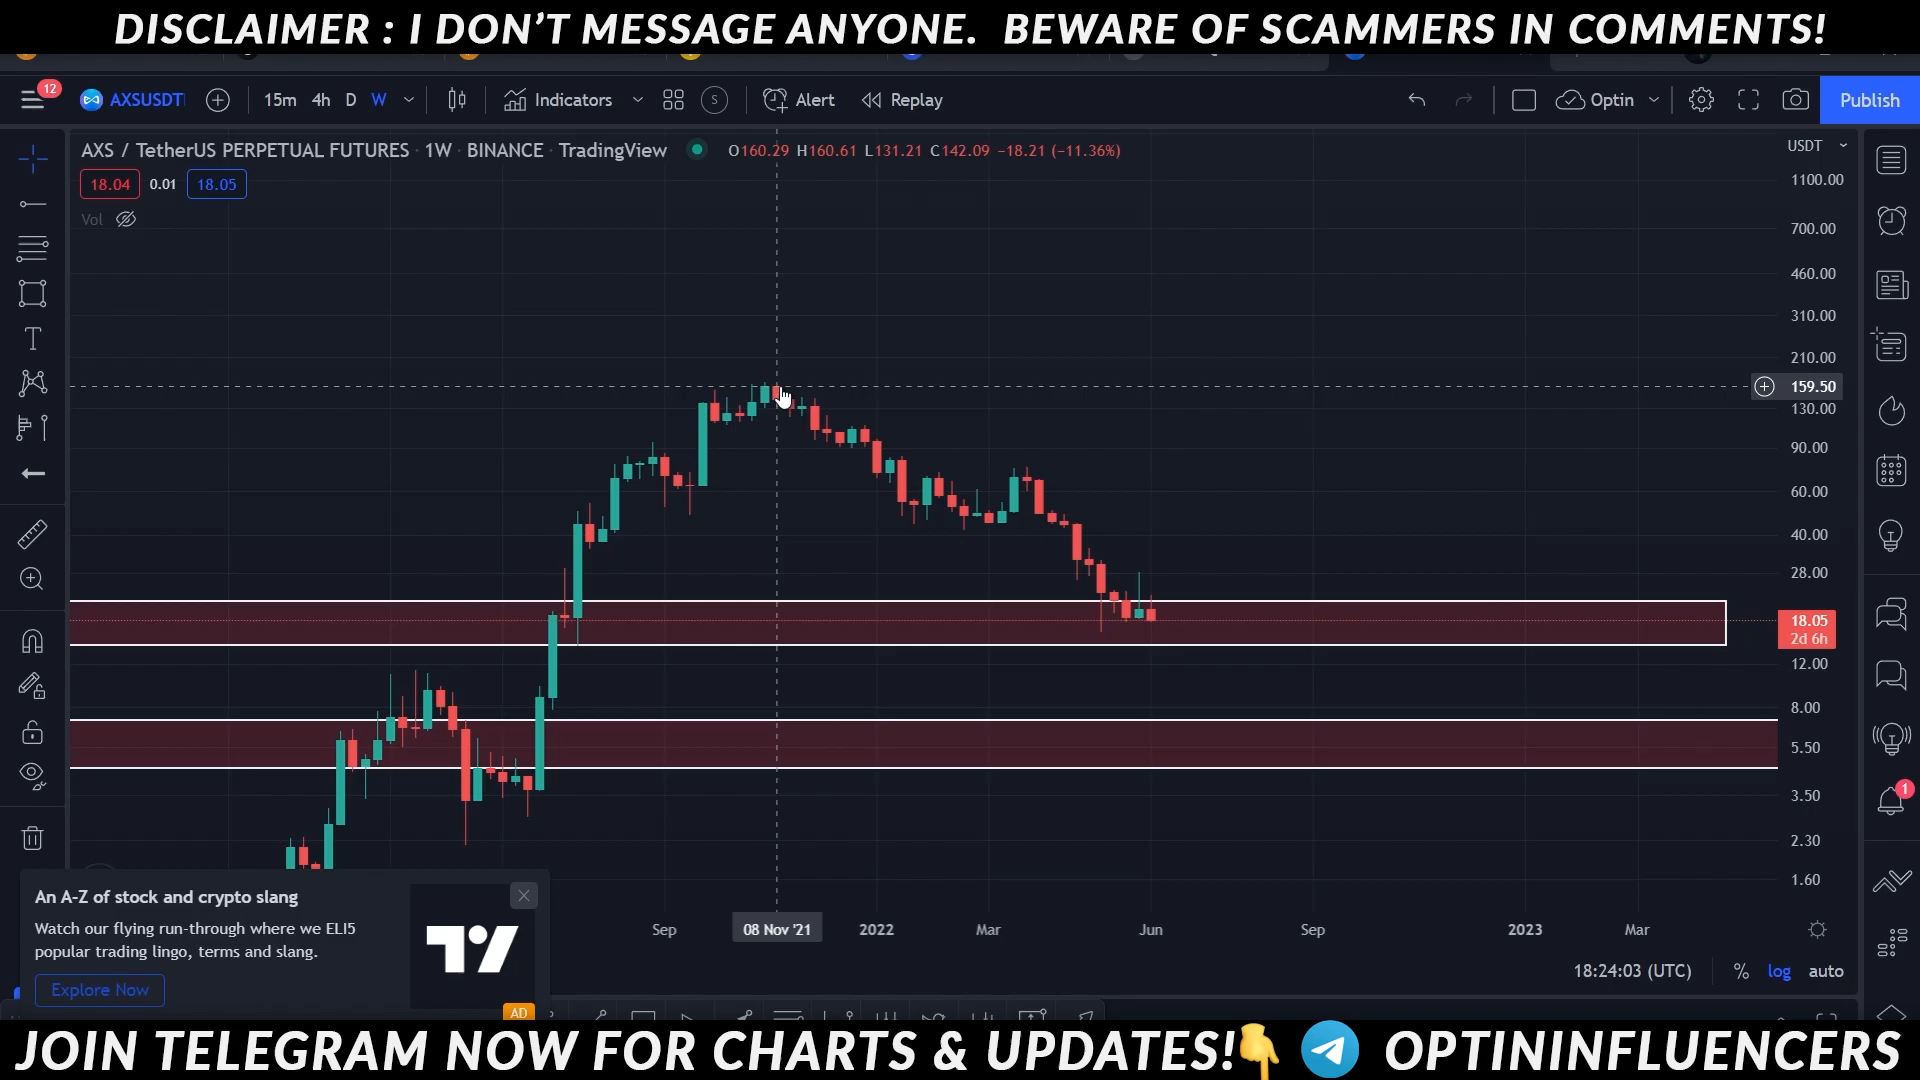 DISCLAIMER : I DON'T MESSAGE ANYONE. BEWARE OF SCAMMERS IN COMMENTS!
12
AXSUSDT 15m 4h D W Indicators S Alert Replay Optin Publish
AXS / TetherUS PERPETUAL FUTURES · 1W · BINANCE · TradingView O160.29 H160.61 L131.21 C142.09 −18.21 (−11.36%)
18.04 0.01 18.05
Vol
USDT
1100.00
700.00
460.00
310.00
210.00
159.50
130.00
90.00
60.00
40.00
28.00
18.05
2d 6h
12.00
8.00
5.50
3.50
2.30
1.60
1
An A-Z of stock and crypto slang
Watch our flying run-through where we ELI5
popular trading lingo, terms and slang.
Explore Now
AD
Sep 08 Nov '21 2022 Mar Jun Sep 2023 Mar
18:24:03 (UTC) % log auto
JOIN TELEGRAM NOW FOR CHARTS & UPDATES!👇 OPTININFLUENCERS